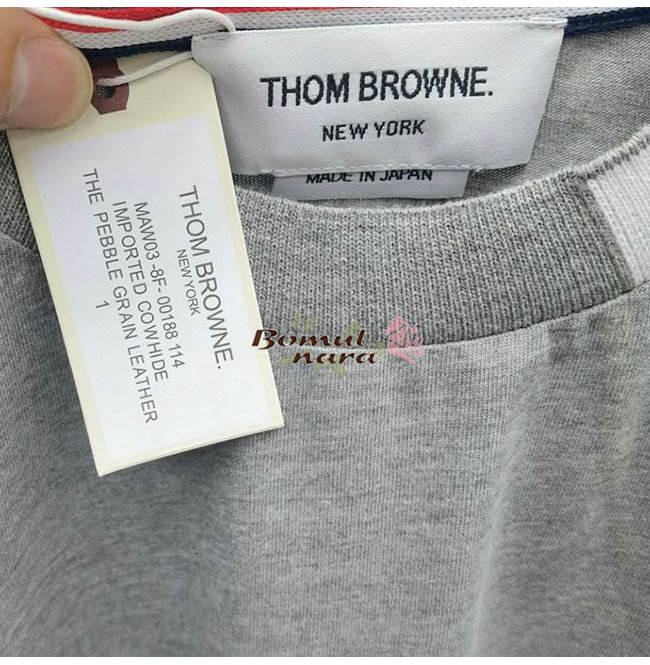 THOM BROWNE.
NEW YORK
MADE IN JAPAN
THOM BROWNE.
NEW YORK
MAW03 -8F- 00188 114
IMPORTED COWHIDE
THE PEBBLE GRAIN LEATHER
1
Bomul
nara